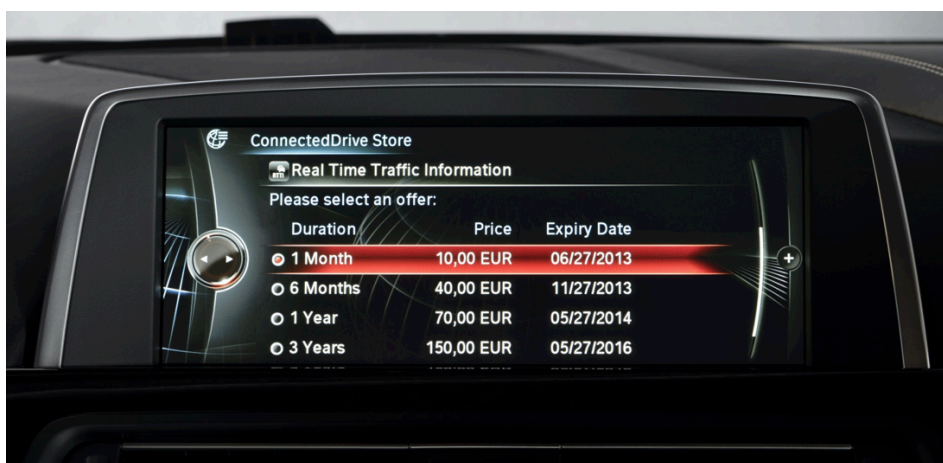 ConnectedDrive Store
RTTI Real Time Traffic Information
Please select an offer:
Duration Price Expiry Date
1 Month 10,00 EUR 06/27/2013
6 Months 40,00 EUR 11/27/2013
1 Year 70,00 EUR 05/27/2014
3 Years 150,00 EUR 05/27/2016